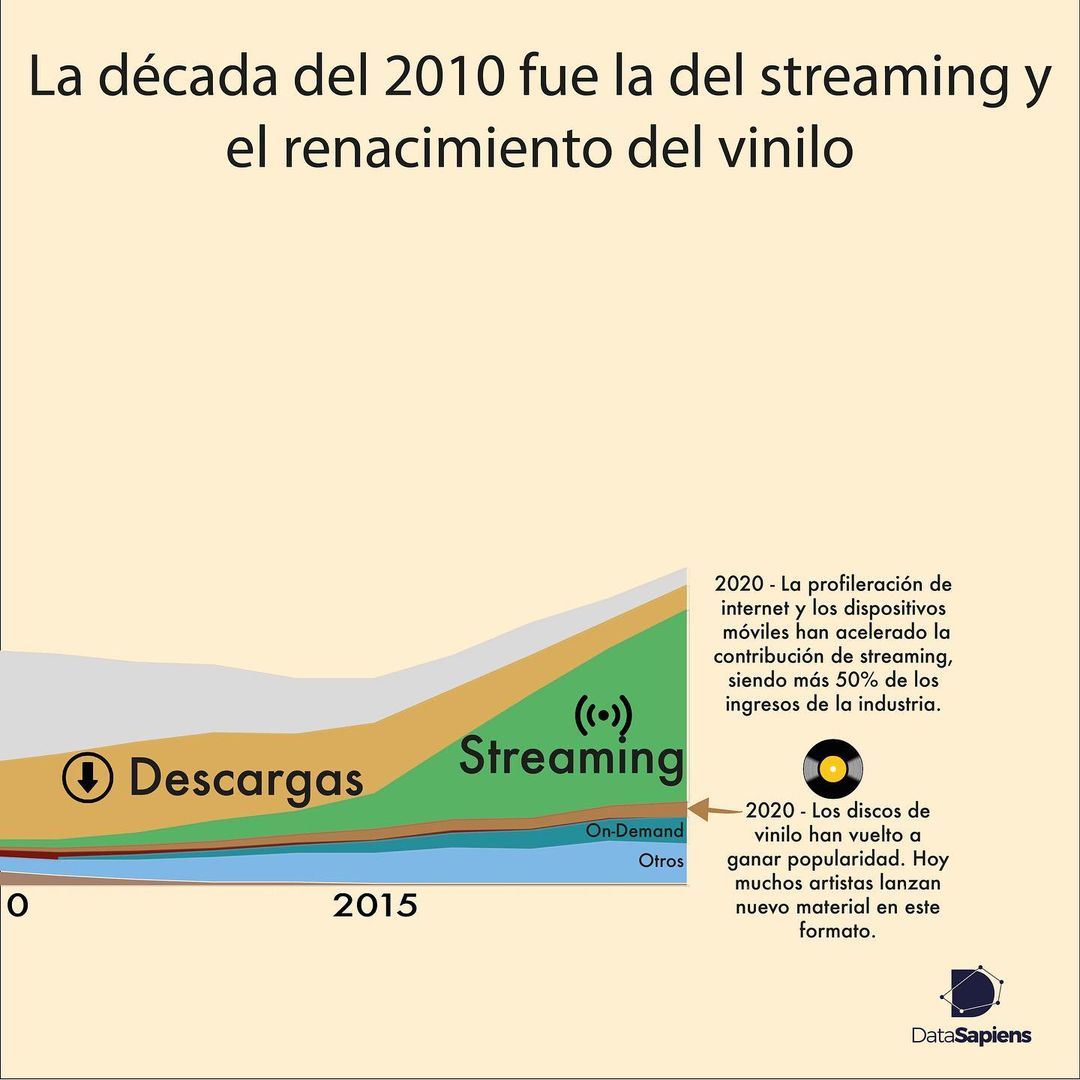 La década del 2010 fue la del streaming y
el renacimiento del vinilo
2020 - La profileración de
internet y los dispositivos
móviles han acelerado la
contribución de streaming,
siendo más 50% de los
ingresos de la industria.
Descargas
Streaming
2020 - Los discos de
vinilo han vuelto a
ganar popularidad. Hoy
muchos artistas lanzan
nuevo material en este
formato.
On-Demand
Otros
0
2015
DataSapiens